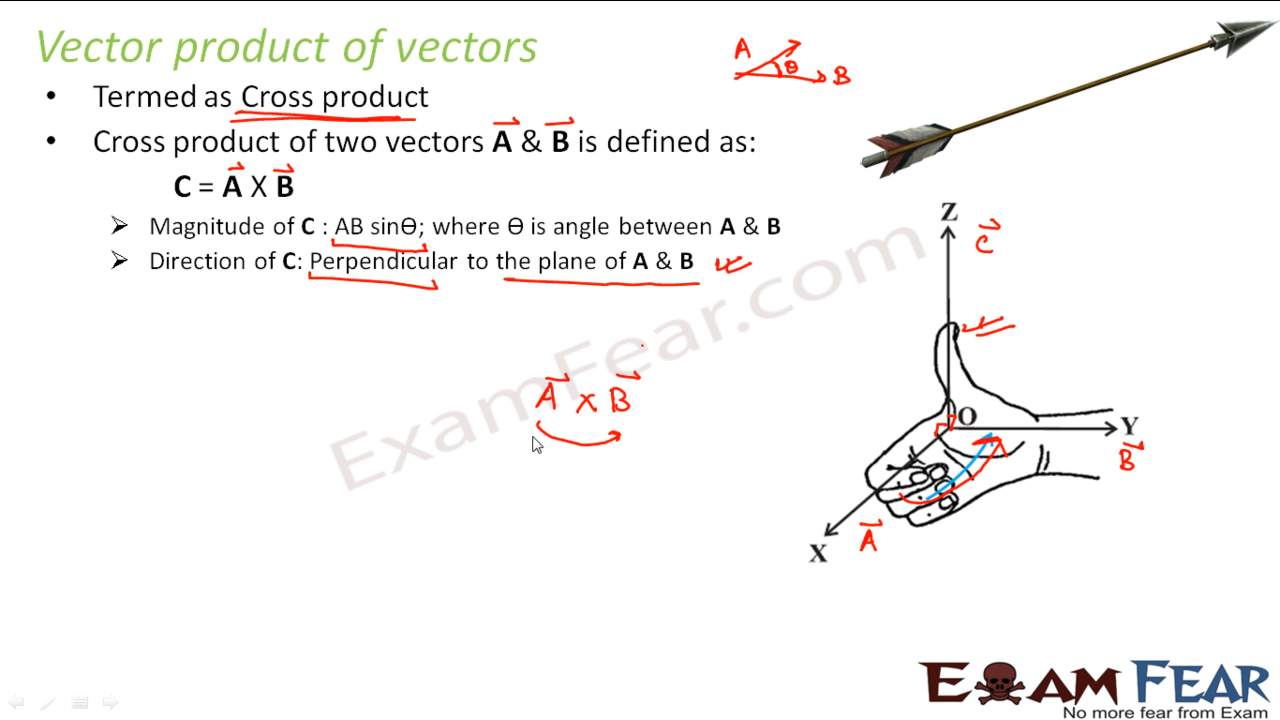 Vector product of vectors
• Termed as Cross product
• Cross product of two vectors A & B is defined as:
C = A X B
➢ Magnitude of C : AB sinΘ; where Θ is angle between A & B
➢ Direction of C: Perpendicular to the plane of A & B
A
θ
B
Z
C
A x B
O
Y
B
A
X
ExamFear.com
EXAM FEAR
No more fear from Exam